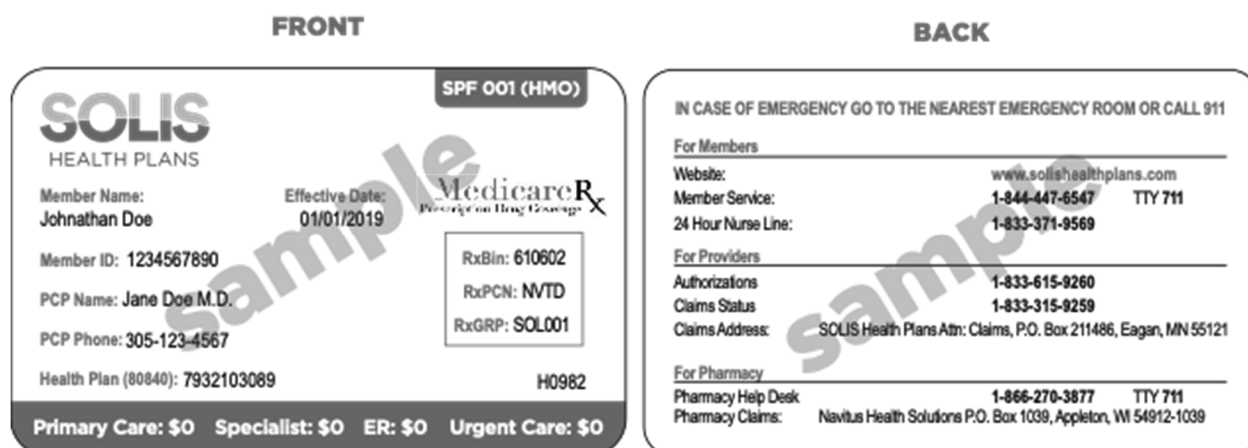 FRONT
SPF 001 (HMO)
SOLIS
HEALTH PLANS
Member Name:
Johnathan Doe
Effective Date:
01/01/2019
MedicareRx
Prescription Drug Coverage
Member ID: 1234567890
PCP Name: Jane Doe M.D.
PCP Phone: 305-123-4567
Health Plan (80840): 7932103089
RxBin: 610602
RxPCN: NVTD
RxGRP: SOL001
H0982
Primary Care: $0 Specialist: $0 ER: $0 Urgent Care: $0
sample
BACK
IN CASE OF EMERGENCY GO TO THE NEAREST EMERGENCY ROOM OR CALL 911
For Members
Website: www.solishealthplans.com
Member Service: 1-844-447-6547 TTY 711
24 Hour Nurse Line: 1-833-371-9569
For Providers
Authorizations 1-833-615-9260
Claims Status 1-833-315-9259
Claims Address: SOLIS Health Plans Attn: Claims, P.O. Box 211486, Eagan, MN 55121
For Pharmacy
Pharmacy Help Desk 1-866-270-3877 TTY 711
Pharmacy Claims: Navitus Health Solutions P.O. Box 1039, Appleton, WI 54912-1039
sample